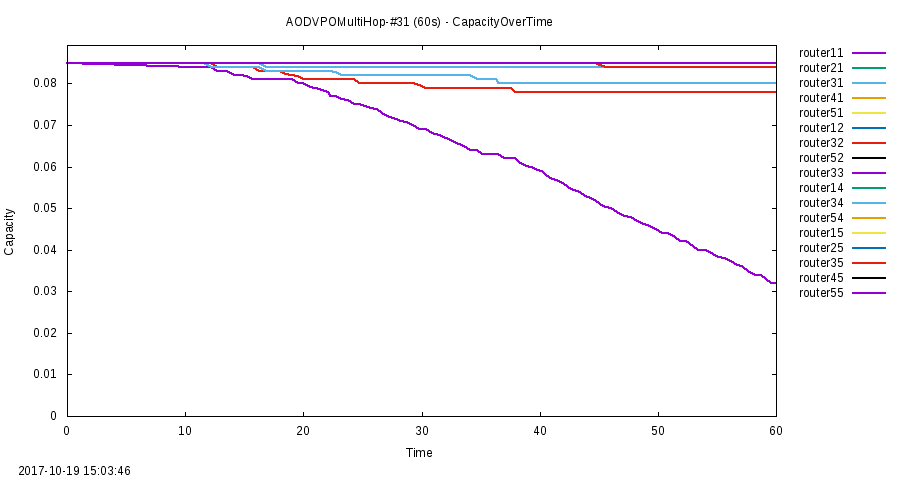 AODVPOMultiHop-#31 (60s) - CapacityOverTime
router11
router21
router31
router41
router51
router12
router32
router52
router33
router14
router34
router54
router15
router25
router35
router45
router55
Capacity
0.08
0.07
0.06
0.05
0.04
0.03
0.02
0.01
0
0 10 20 30 40 50 60
Time
2017-10-19 15:03:46